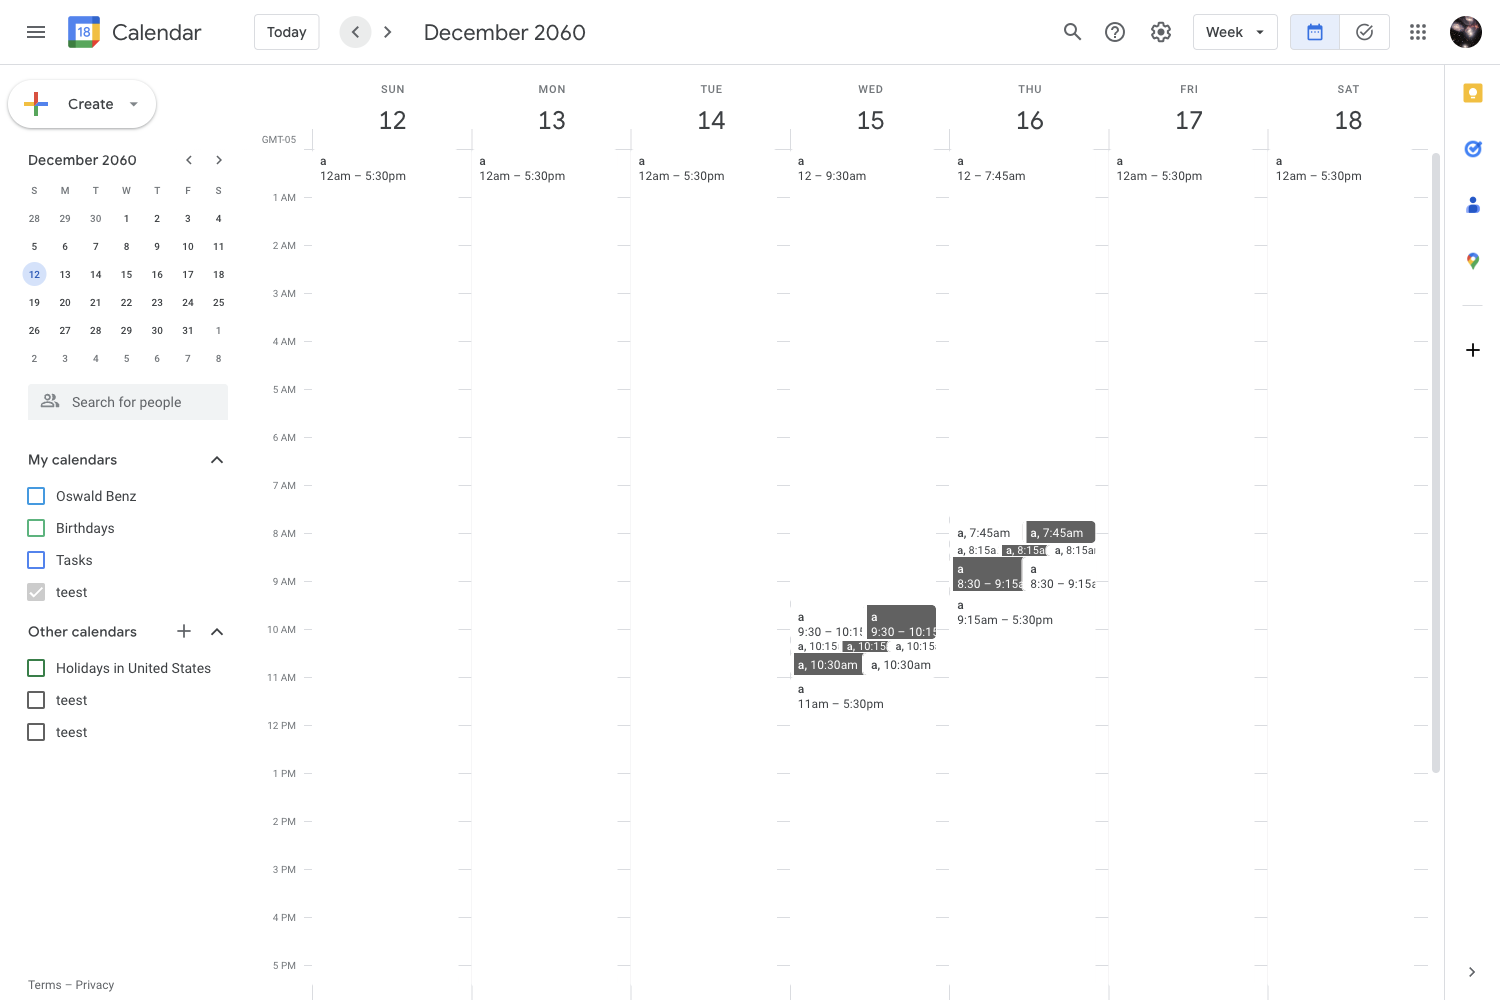 18 Calendar
Today
December 2060
Week
Create
SUN
12
MON
13
TUE
14
WED
15
THU
16
FRI
17
SAT
18
GMT-05
December 2060
S M T W T F S
28 29 30 1 2 3 4
5 6 7 8 9 10 11
12 13 14 15 16 17 18
19 20 21 22 23 24 25
26 27 28 29 30 31 1
2 3 4 5 6 7 8
Search for people
My calendars
Oswald Benz
Birthdays
Tasks
teest
Other calendars
Holidays in United States
teest
teest
Terms – Privacy
1 AM
2 AM
3 AM
4 AM
5 AM
6 AM
7 AM
8 AM
9 AM
10 AM
11 AM
12 PM
1 PM
2 PM
3 PM
4 PM
5 PM
a
12am – 5:30pm
a
12am – 5:30pm
a
12am – 5:30pm
a
12 – 9:30am
a
9:30 – 10:15
a
9:30 – 10:15
a, 10:15
a, 10:15
a, 10:15
a, 10:30am
a, 10:30am
a
11am – 5:30pm
a
12 – 7:45am
a, 7:45am
a, 7:45am
a, 8:15a
a, 8:15a
a, 8:15a
a
8:30 – 9:15a
a
8:30 – 9:15a
a
9:15am – 5:30pm
a
12am – 5:30pm
a
12am – 5:30pm